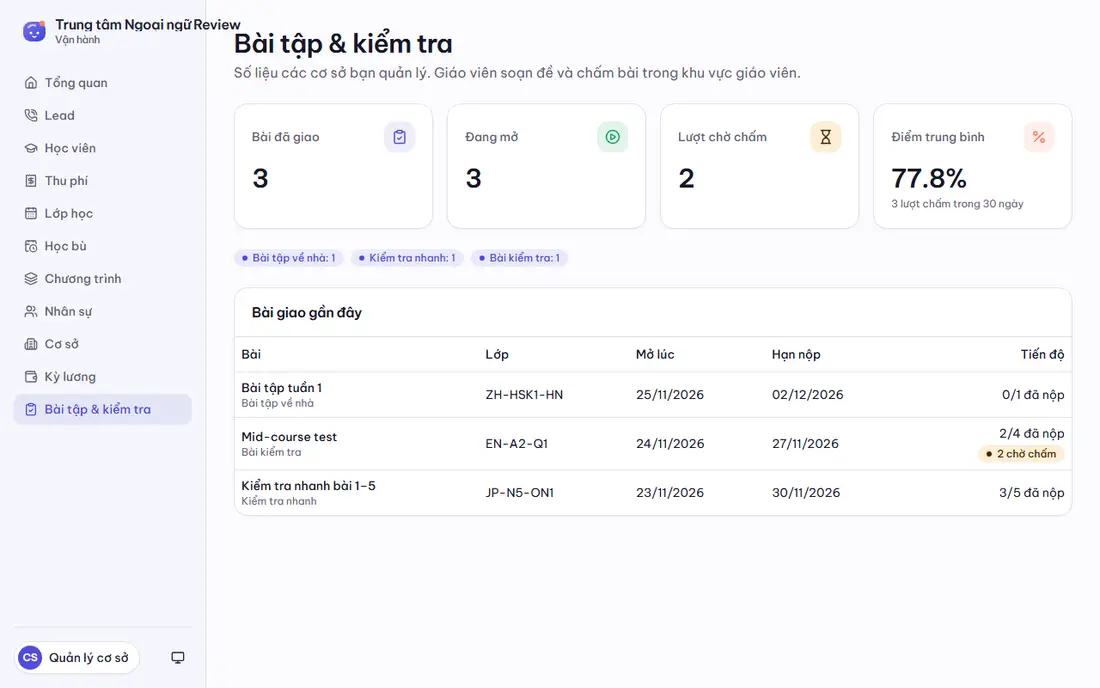 Trung tâm Ngoại ngữ Review
Vận hành
Tổng quan
Lead
Học viên
Thu phí
Lớp học
Học bù
Chương trình
Nhân sự
Cơ sở
Kỳ lương
Bài tập & kiểm tra
CS
Quản lý cơ sở
Bài tập & kiểm tra
Số liệu các cơ sở bạn quản lý. Giáo viên soạn đề và chấm bài trong khu vực giáo viên.
Bài đã giao
3
Đang mở
3
Lượt chờ chấm
2
Điểm trung bình
77.8%
3 lượt chấm trong 30 ngày
Bài tập về nhà: 1
Kiểm tra nhanh: 1
Bài kiểm tra: 1
Bài giao gần đây
Bài Lớp Mở lúc Hạn nộp Tiến độ
Bài tập tuần 1
Bài tập về nhà
ZH-HSK1-HN 25/11/2026 02/12/2026 0/1 đã nộp
Mid-course test
Bài kiểm tra
EN-A2-Q1 24/11/2026 27/11/2026 2/4 đã nộp
2 chờ chấm
Kiểm tra nhanh bài 1–5
Kiểm tra nhanh
JP-N5-ON1 23/11/2026 30/11/2026 3/5 đã nộp